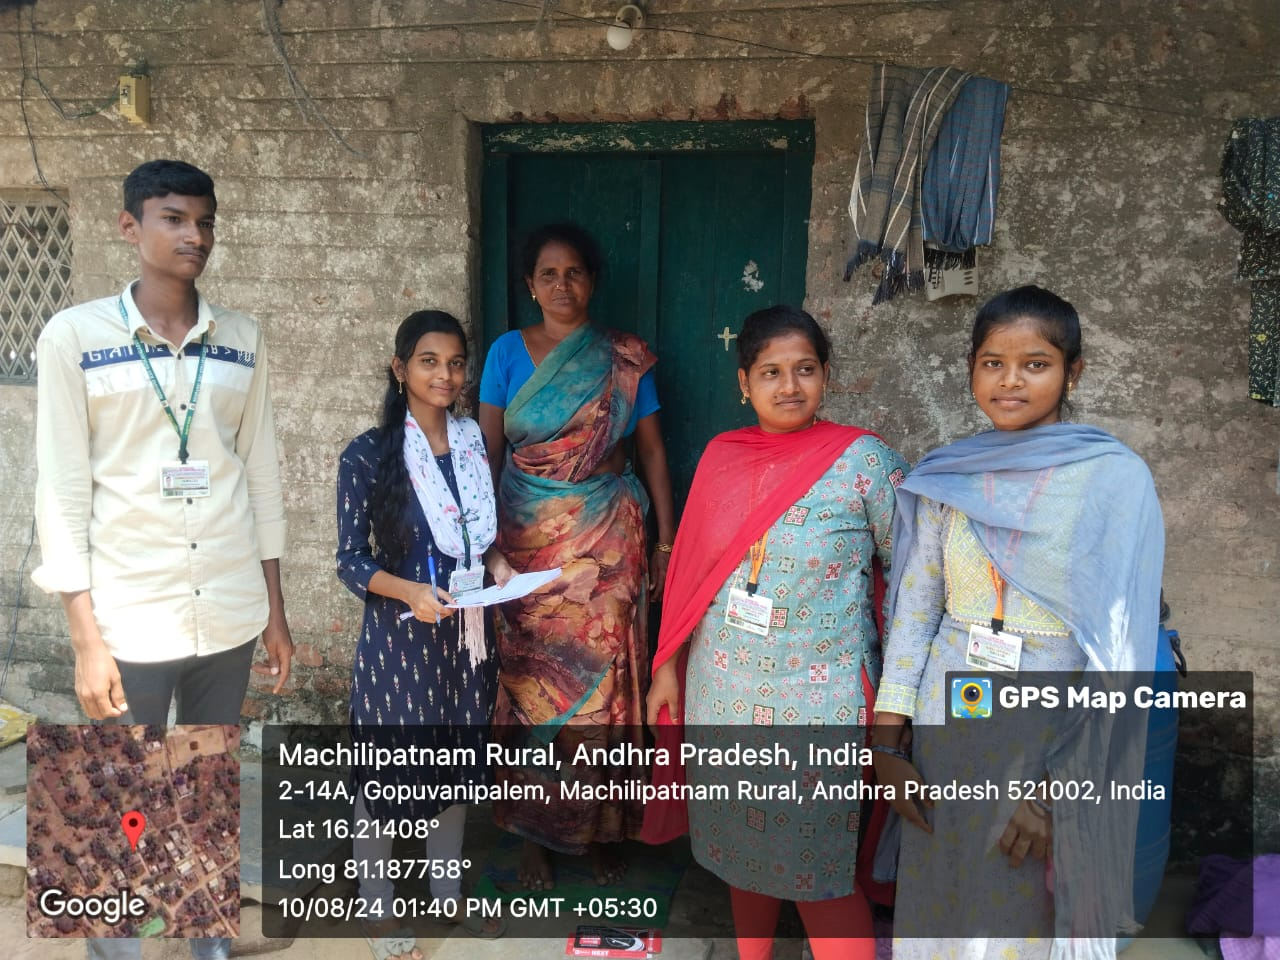 GPS Map Camera
Machilipatnam Rural, Andhra Pradesh, India
2-14A, Gopuvanipalem, Machilipatnam Rural, Andhra Pradesh 521002, India
Lat 16.21408°
Long 81.187758°
10/08/24 01:40 PM GMT +05:30
Google